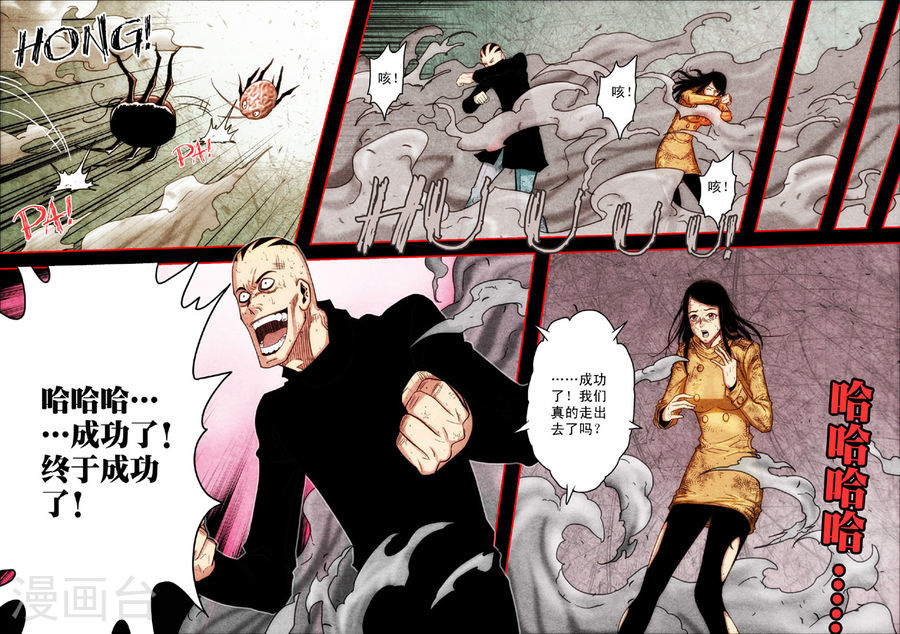 HONG!
PA!
PA!
咳！
咳！
咳！
HUUUUU!
哈哈哈…
…成功了！
终于成功
了！
……成功
了！我们
真的走出
去了吗？
哈哈哈哈……
漫画台